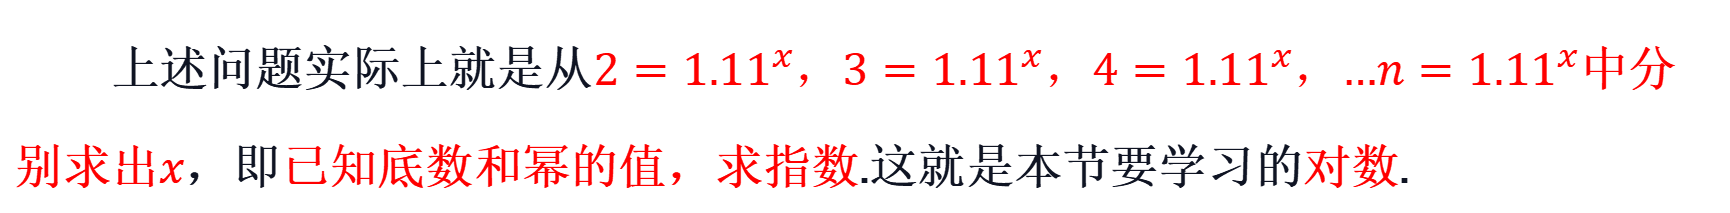 上述问题实际上就是从2 = 1.11ˣ，3 = 1.11ˣ，4 = 1.11ˣ，…n = 1.11ˣ中分
别求出x，即已知底数和幂的值，求指数.这就是本节要学习的对数.